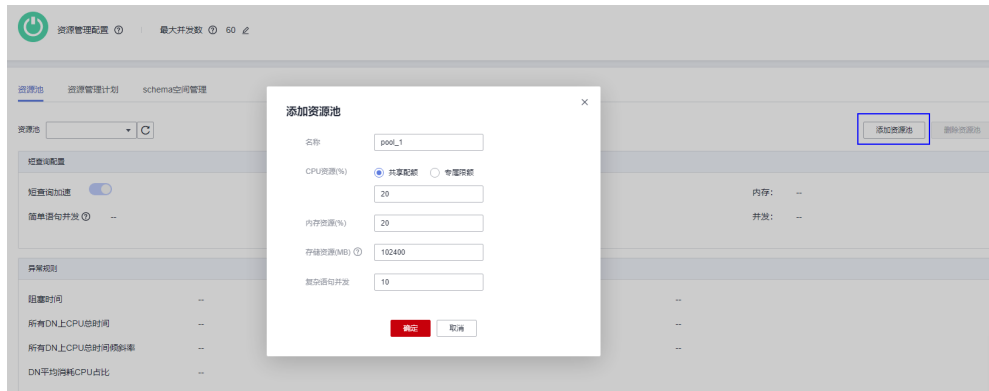 资源管理配置 最大并发数 60
资源池 资源管理计划 schema空间管理
资源池 添加资源池 删除资源池
短查询配置
短查询加速 内存： --
简单语句并发 -- 并发： --
异常规则
阻塞时间 -- --
所有DN上CPU总时间 -- --
所有DN上CPU总时间倾斜率 -- --
DN平均消耗CPU占比 --
添加资源池
名称 pool_1
CPU资源(%) 共享配额 专属限额
20
内存资源(%) 20
存储资源(MB) 102400
复杂语句并发 10
确定 取消